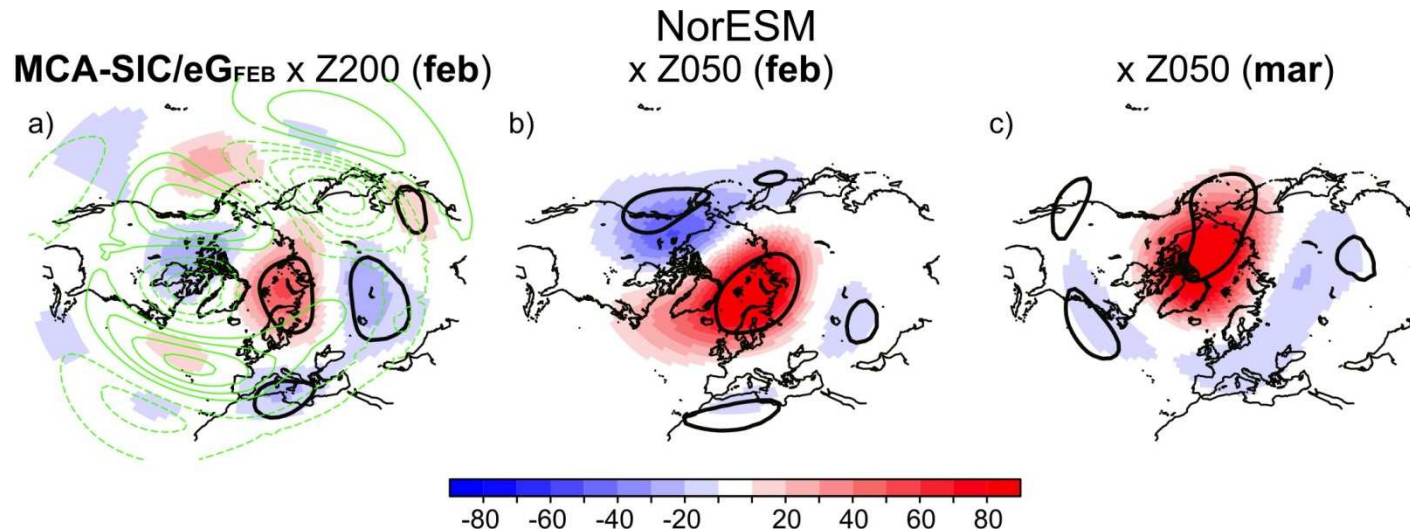 NorESM
MCA-SIC/eGFEB x Z200 (feb)
x Z050 (feb)
x Z050 (mar)
a)
b)
c)
-80 -60 -40 -20 20 40 60 80